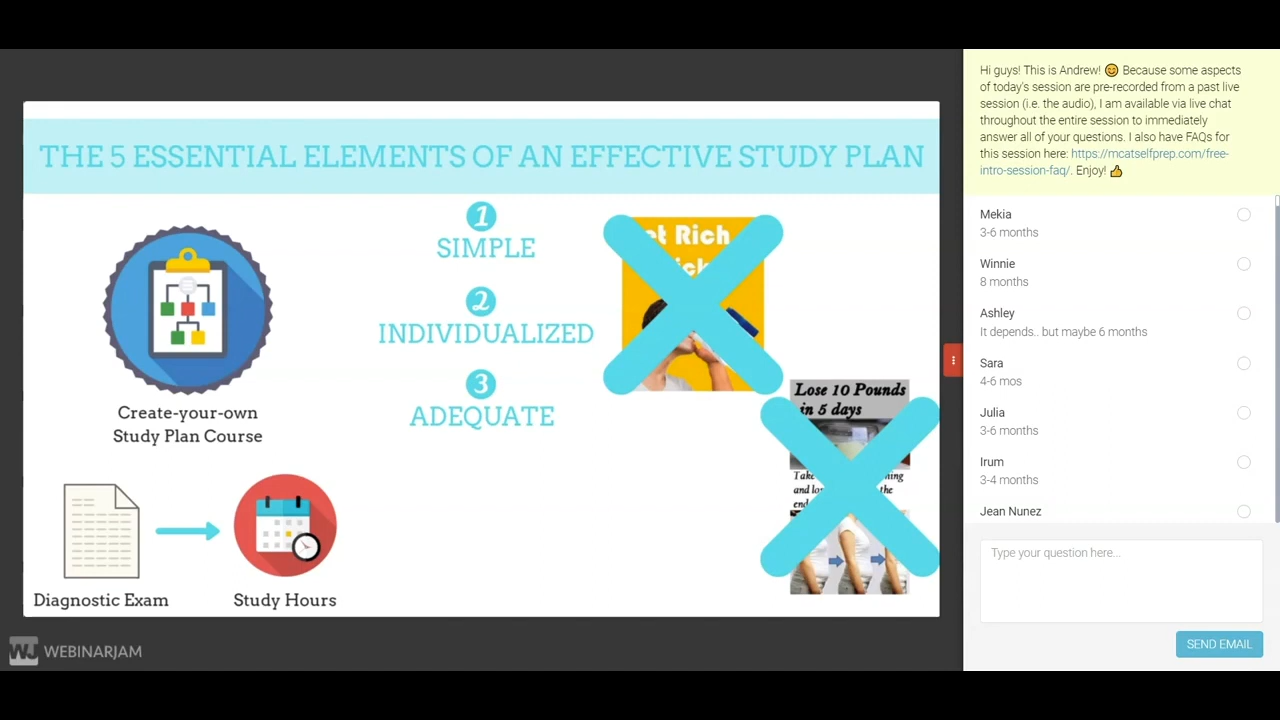 THE 5 ESSENTIAL ELEMENTS OF AN EFFECTIVE STUDY PLAN
1
SIMPLE
2
INDIVIDUALIZED
3
ADEQUATE
Create-your-own
Study Plan Course
Diagnostic Exam
Study Hours
Rich
Lose 10 Pounds
in 5 days
and
the
WJ WEBINARJAM
Hi guys! This is Andrew! 😊 Because some aspects
of today's session are pre-recorded from a past live
session (i.e. the audio), I am available via live chat
throughout the entire session to immediately
answer all of your questions. I also have FAQs for
this session here: https://mcatselfprep.com/free-
intro-session-faq/. Enjoy! 👍
Mekia
3-6 months
Winnie
8 months
Ashley
It depends.. but maybe 6 months
Sara
4-6 mos
Julia
3-6 months
Irum
3-4 months
Jean Nunez
Type your question here...
SEND EMAIL